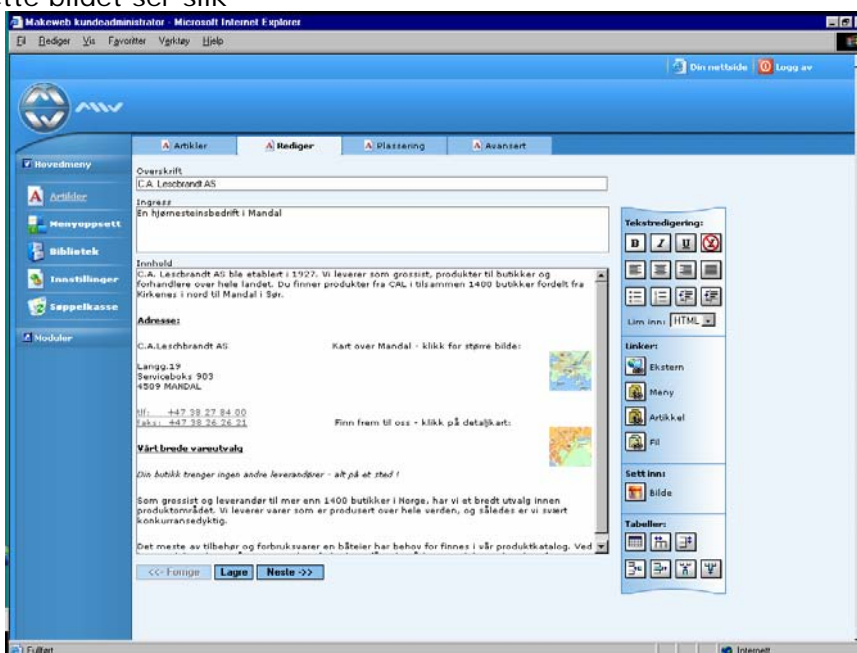 Makeweb kundeadministrator - Microsoft Internet Explorer
Fil Rediger Vis Favoritter Verktøy Hjelp
Din nettside Logg av
Artikler Rediger Plassering Avansert
Hovedmeny
Artikler
Menyoppsett
Bibliotek
Innstillinger
Søppelkasse
Moduler
Overskrift
C.A. Leschbrandt AS
Ingress
En hjørnesteinsbedrift i Mandal
Innhold
C.A. Leschbrandt AS ble etablert i 1927. Vi leverer som grossist, produkter til butikker og
forhandlere over hele landet. Du finner produkter fra CAL i tilsammen 1400 butikker fordelt fra
Kirkenes i nord til Mandal i Sør.
Adresse:
C.A.Leschbrandt AS Kart over Mandal - klikk for større bilde:
Langg.19
Serviceboks 903
4509 MANDAL
tlf: +47 38 27 84 00
faks: +47 38 26 26 21 Finn frem til oss - klikk på detaljkart:
Vårt brede vareutvalg
Din butikk trenger ingen andre leverandører - alt på et sted !
Som grossist og leverandør til mer enn 1400 butikker i Norge, har vi et bredt utvalg innen
produktområdet. Vi leverer varer som er produsert over hele verden, og således er vi svært
konkurransedyktig.
Det meste av tilbehør og forbruksvarer en båteier har behov for finnes i vår produktkatalog. Ved
<<- Forrige Lagre Neste ->>
Tekstredigering:
B I U
Lim inn: HTML
Linker:
Ekstern
Meny
Artikkel
Fil
Sett inn:
Bilde
Tabeller:
Fullført Internett